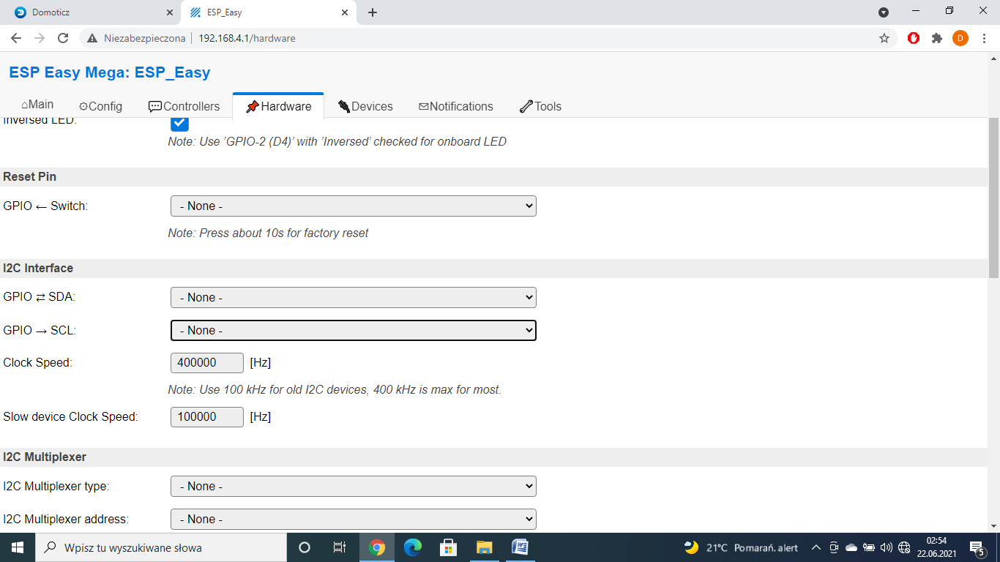 Domoticz
ESP_Easy
Niezabezpieczona
192.168.4.1/hardware
D
ESP Easy Mega: ESP_Easy
Main
Config
Controllers
Hardware
Devices
Notifications
Tools
Inversed LED:
Note: Use ’GPIO-2 (D4)’ with ’Inversed’ checked for onboard LED
Reset Pin
GPIO ← Switch:
- None -
Note: Press about 10s for factory reset
I2C Interface
GPIO ⇄ SDA:
- None -
GPIO → SCL:
- None -
Clock Speed:
400000
[Hz]
Note: Use 100 kHz for old I2C devices, 400 kHz is max for most.
Slow device Clock Speed:
100000
[Hz]
I2C Multiplexer
I2C Multiplexer type:
- None -
I2C Multiplexer address:
- None -
Wpisz tu wyszukiwane słowa
21°C Pomarań. alert
02:54
22.06.2021
5